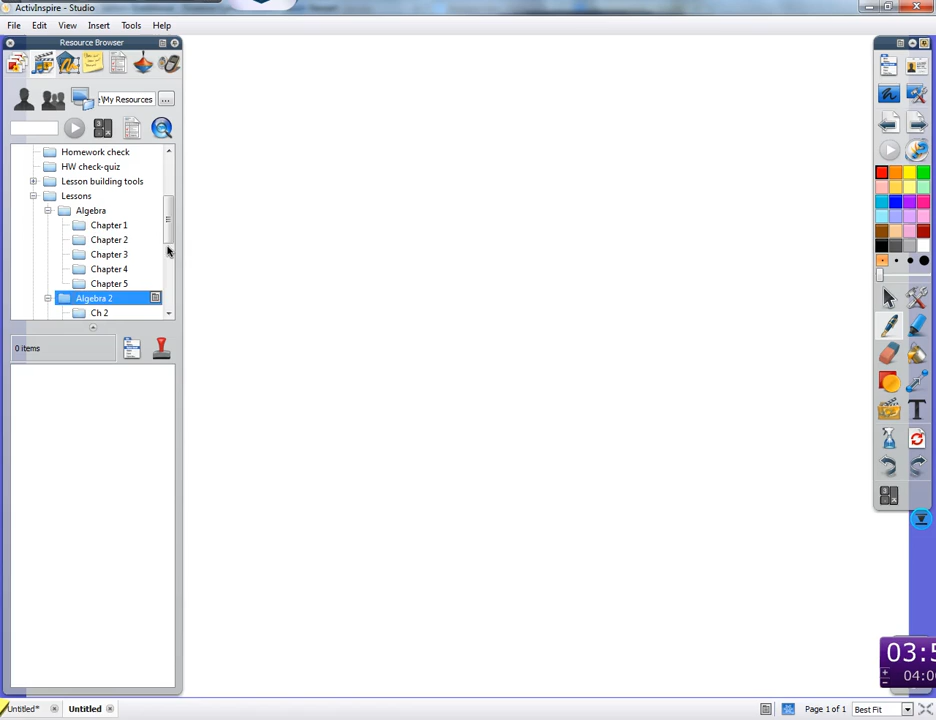 ActivInspire - Studio
File Edit View Insert Tools Help
Resource Browser
e\My Resources ...
Homework check
HW check-quiz
Lesson building tools
Lessons
Algebra
Chapter 1
Chapter 2
Chapter 3
Chapter 4
Chapter 5
Algebra 2
Ch 2
0 items
T
03:5
04:0
Untitled* Untitled Page 1 of 1 Best Fit